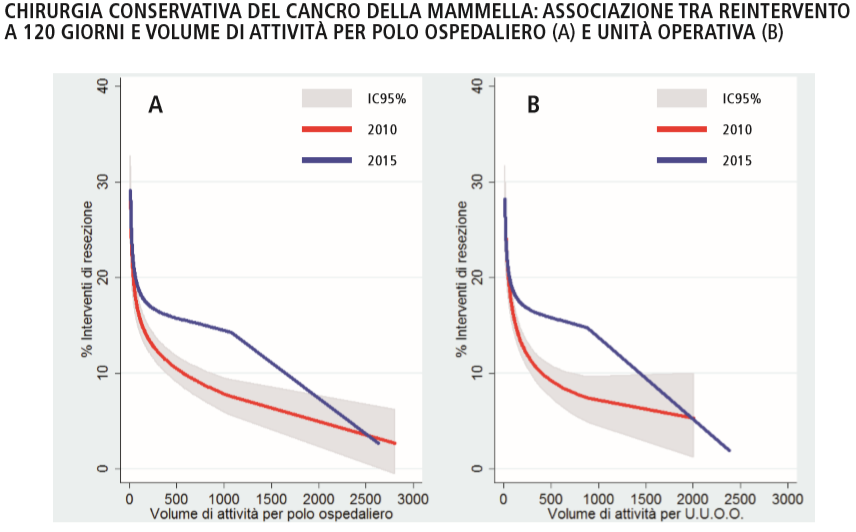 CHIRURGIA CONSERVATIVA DEL CANCRO DELLA MAMMELLA: ASSOCIAZIONE TRA REINTERVENTO
A 120 GIORNI E VOLUME DI ATTIVITÀ PER POLO OSPEDALIERO (A) E UNITÀ OPERATIVA (B)
A
IC95%
2010
2015
% Interventi di resezione
40
30
20
10
0
0 500 1000 1500 2000 2500 3000
Volume di attività per polo ospedaliero
B
IC95%
2010
2015
% Interventi di resezione
40
30
20
10
0
0 500 1000 1500 2000 2500 3000
Volume di attività per U.U.O.O.